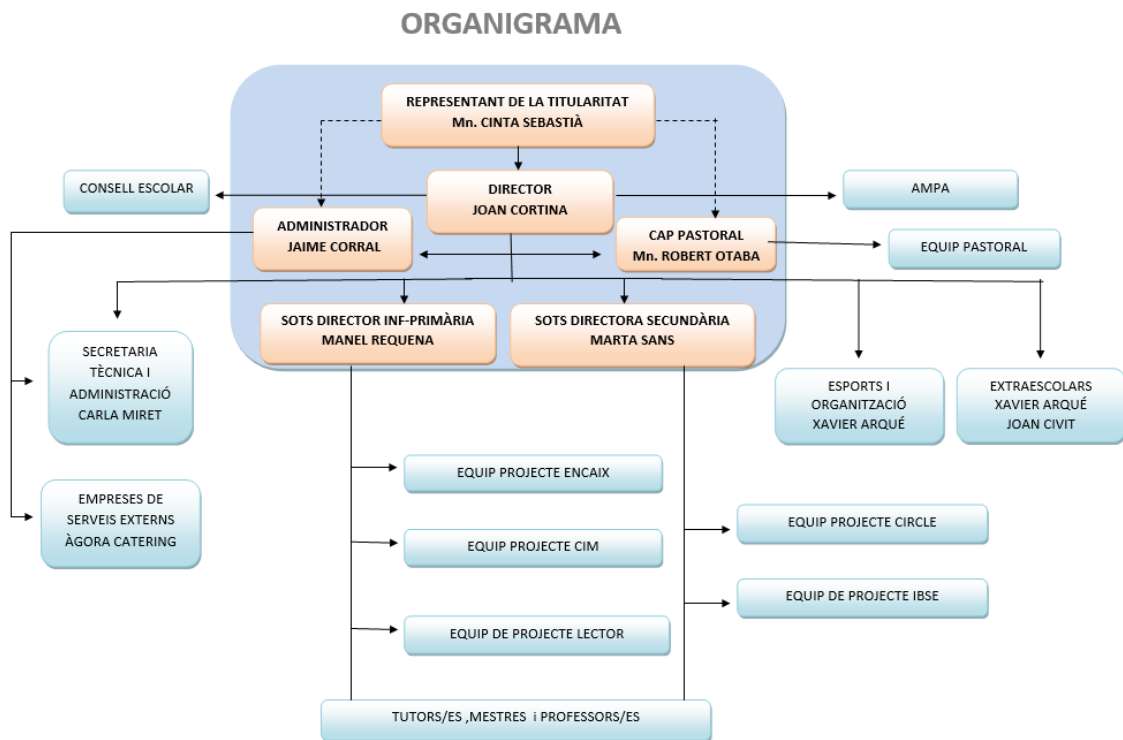 ORGANIGRAMA
REPRESENTANT DE LA TITULARITAT
Mn. CINTA SEBASTIÀ
CONSELL ESCOLAR
DIRECTOR
JOAN CORTINA
AMPA
ADMINISTRADOR
JAIME CORRAL
CAP PASTORAL
Mn. ROBERT OTABA
EQUIP PASTORAL
SOTS DIRECTOR INF-PRIMÀRIA
MANEL REQUENA
SOTS DIRECTORA SECUNDÀRIA
MARTA SANS
SECRETARIA
TÈCNICA I
ADMINISTRACIÓ
CARLA MIRET
ESPORTS I
ORGANITZACIÓ
XAVIER ARQUÉ
EXTRAESCOLARS
XAVIER ARQUÉ
JOAN CIVIT
EQUIP PROJECTE ENCAIX
EMPRESES DE
SERVEIS EXTERNS
ÀGORA CATERING
EQUIP PROJECTE CIRCLE
EQUIP PROJECTE CIM
EQUIP DE PROJECTE IBSE
EQUIP DE PROJECTE LECTOR
TUTORS/ES ,MESTRES i PROFESSORS/ES